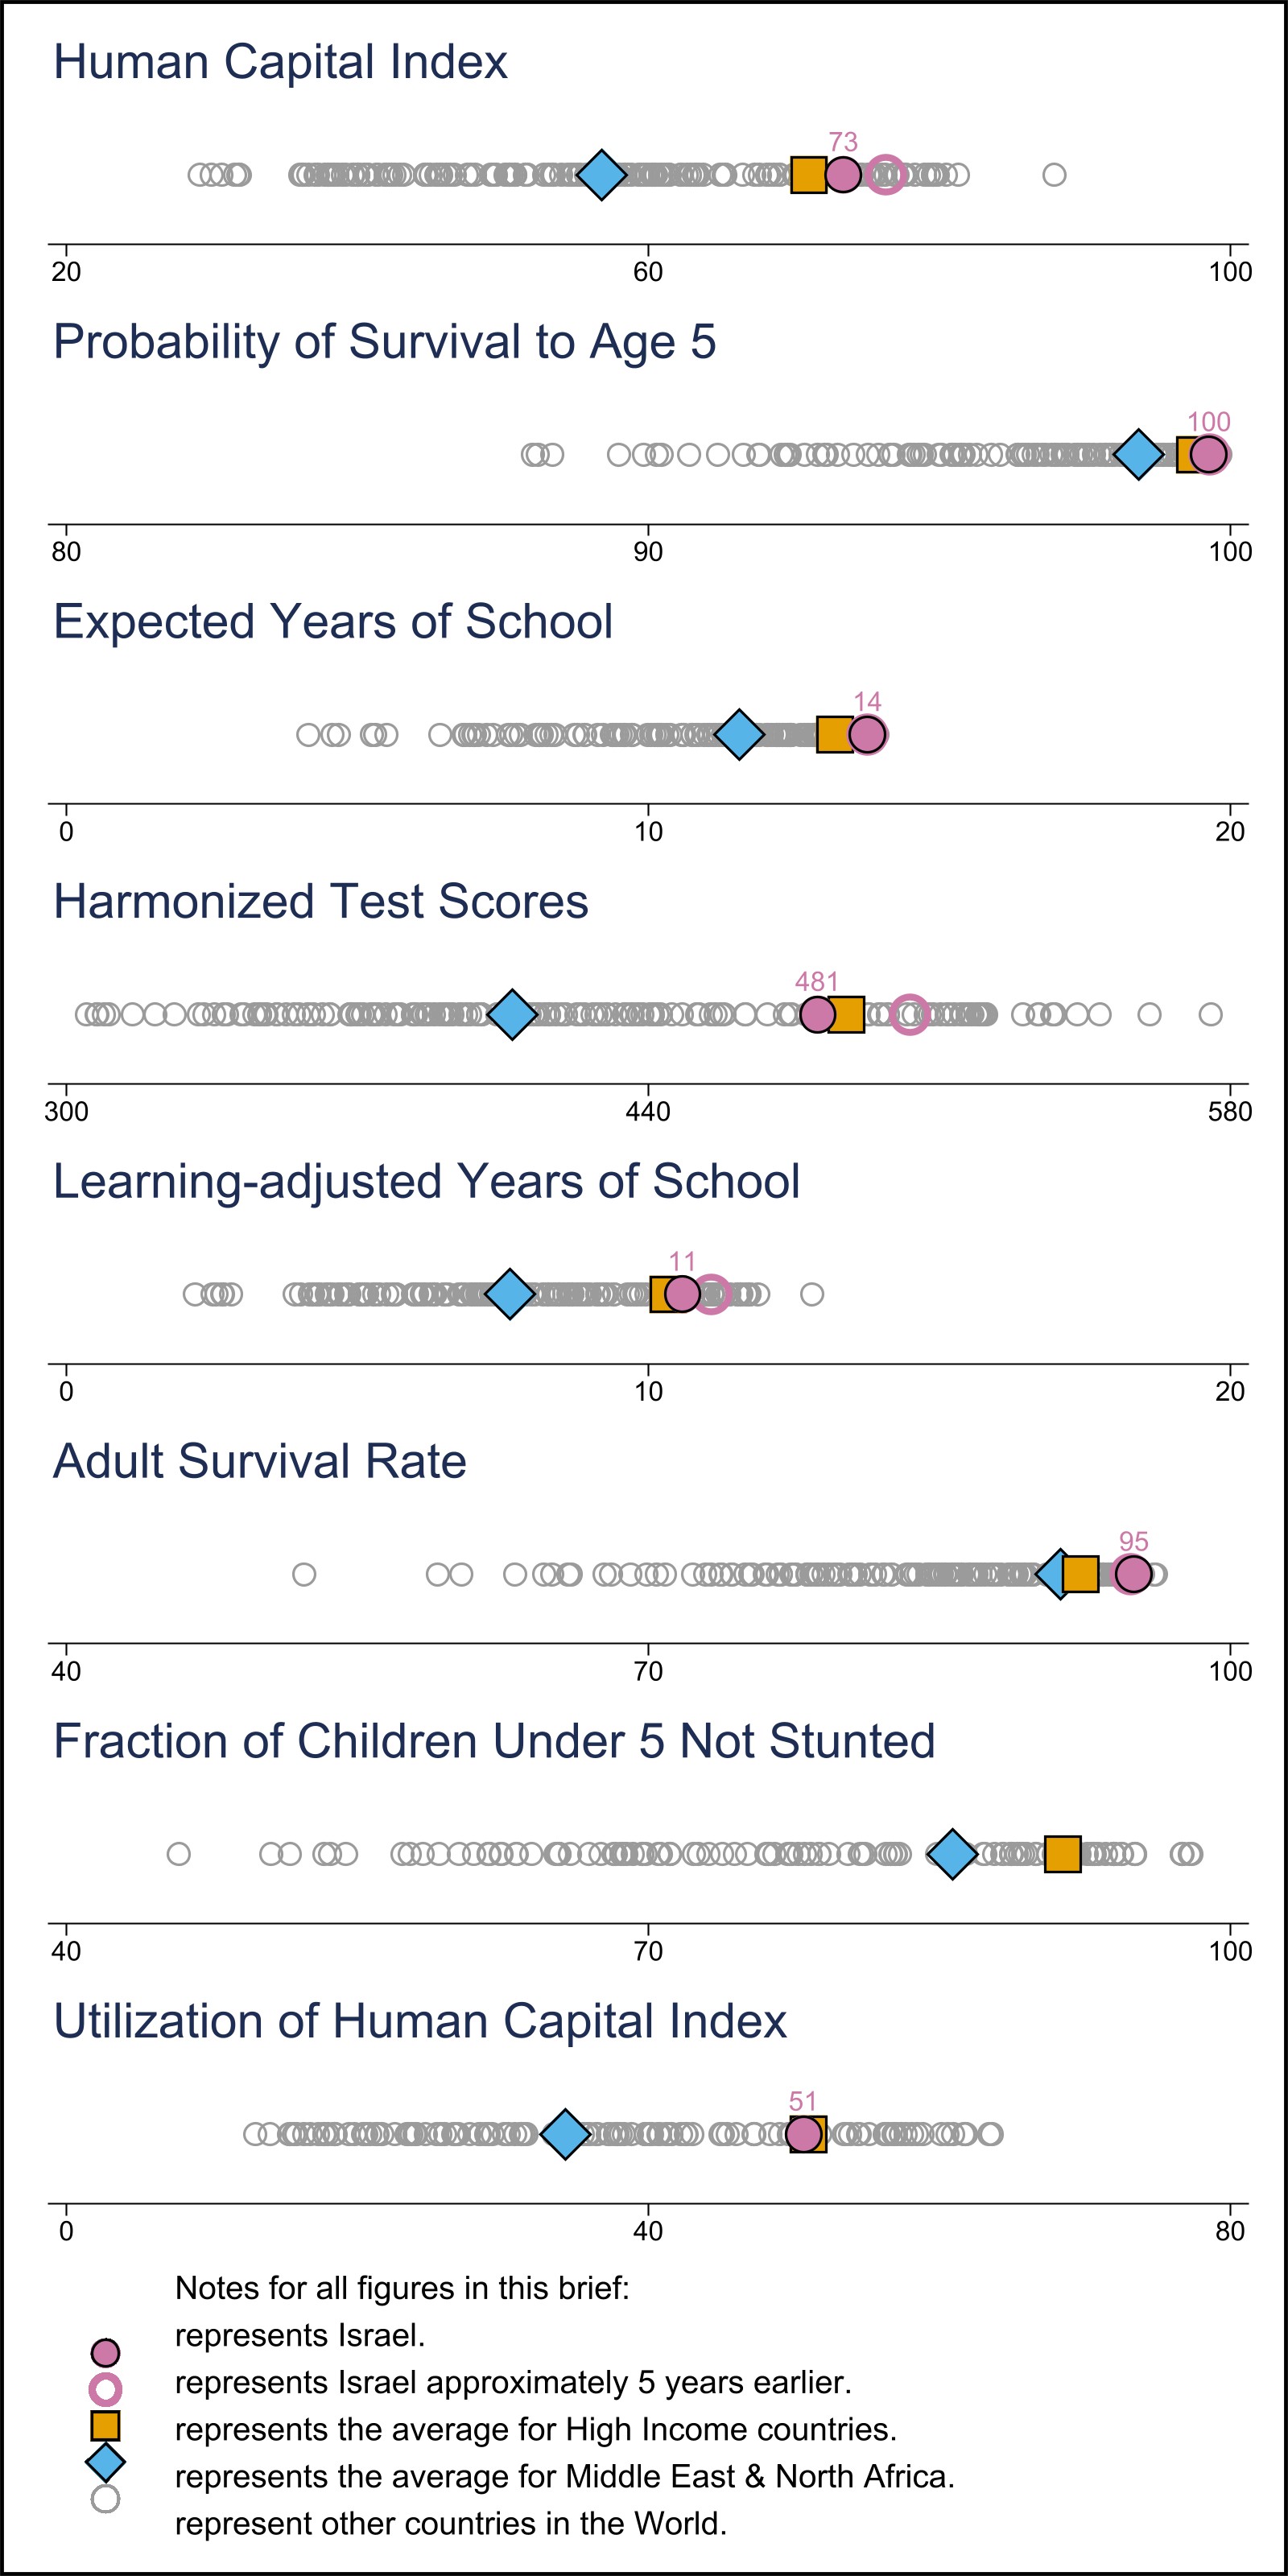 Human Capital Index
73
20 60 100
Probability of Survival to Age 5
100
80 90 100
Expected Years of School
14
0 10 20
Harmonized Test Scores
481
300 440 580
Learning-adjusted Years of School
11
0 10 20
Adult Survival Rate
95
40 70 100
Fraction of Children Under 5 Not Stunted
40 70 100
Utilization of Human Capital Index
51
0 40 80
Notes for all figures in this brief:
represents Israel.
represents Israel approximately 5 years earlier.
represents the average for High Income countries.
represents the average for Middle East & North Africa.
represent other countries in the World.